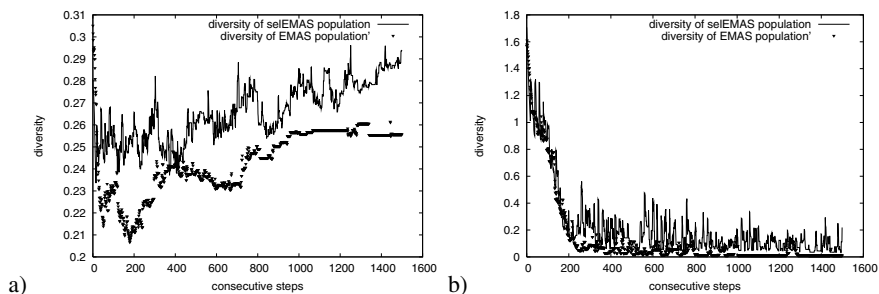 diversity of selEMAS population
diversity of EMAS population'
0.31
0.3
0.29
0.28
0.27
0.26
0.25
0.24
0.23
0.22
0.21
0.2
diversity
0 200 400 600 800 1000 1200 1400 1600
consecutive steps
a)
diversity of selEMAS population
diversity of EMAS population'
1.8
1.6
1.4
1.2
1
0.8
0.6
0.4
0.2
0
diversity
0 200 400 600 800 1000 1200 1400 1600
consecutive steps
b)